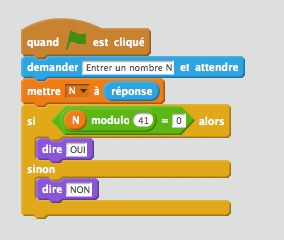 quand est cliqué
demander Entrer un nombre N et attendre
mettre N à réponse
si N modulo 41 = 0 alors
dire OUI
sinon
dire NON